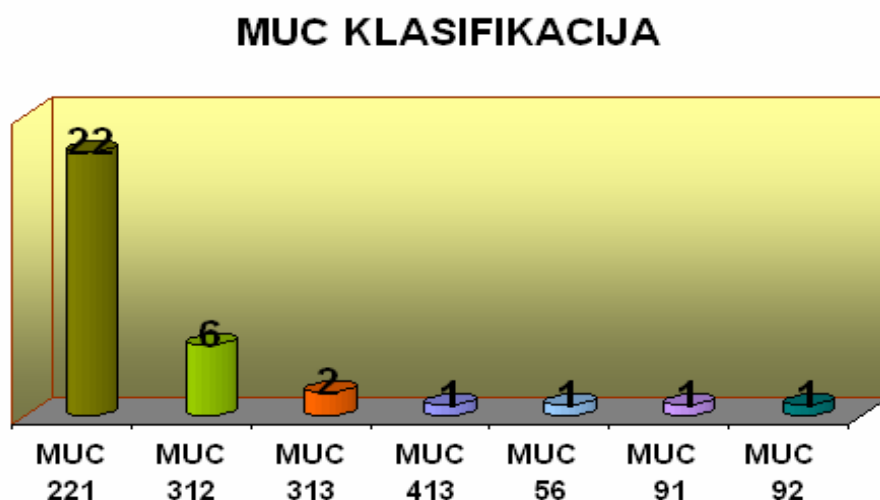 MUC KLASIFIKACIJA
22
6
2
1
1
1
1
MUC 221
MUC 312
MUC 313
MUC 413
MUC 56
MUC 91
MUC 92